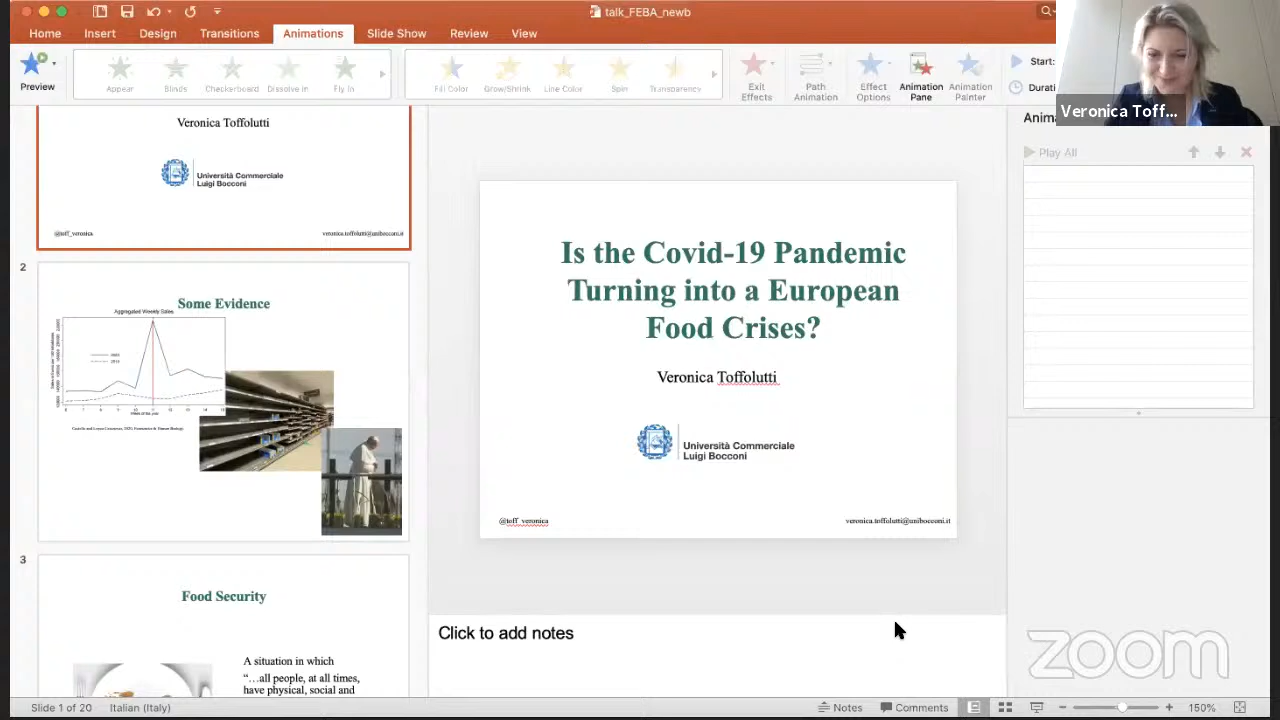 talk_FEBA_newb
Home Insert Design Transitions Animations Slide Show Review View
Preview
Appear Blinds Checkerboard Dissolve in Fly In
Fill Color Grow/Shrink Line Color Spin Transparency
Exit Effects
Path Animation
Effect Options
Animation Pane
Animation Painter
Start:
Durati
Veronica Toff...
Anim
Play All
Veronica Toffolutti
Università Commerciale
Luigi Bocconi
@toff_veronica
veronica.toffolutti@unibocconi.it
2
Some Evidence
Aggregated Weekly Sales
3
Food Security
A situation in which
“…all people, at all times,
have physical, social and
Is the Covid-19 Pandemic
Turning into a European
Food Crises?
Veronica Toffolutti
Università Commerciale
Luigi Bocconi
@toff_veronica
veronica.toffolutti@unibocconi.it
Click to add notes
zoom
Slide 1 of 20
Italian (Italy)
Notes
Comments
150%